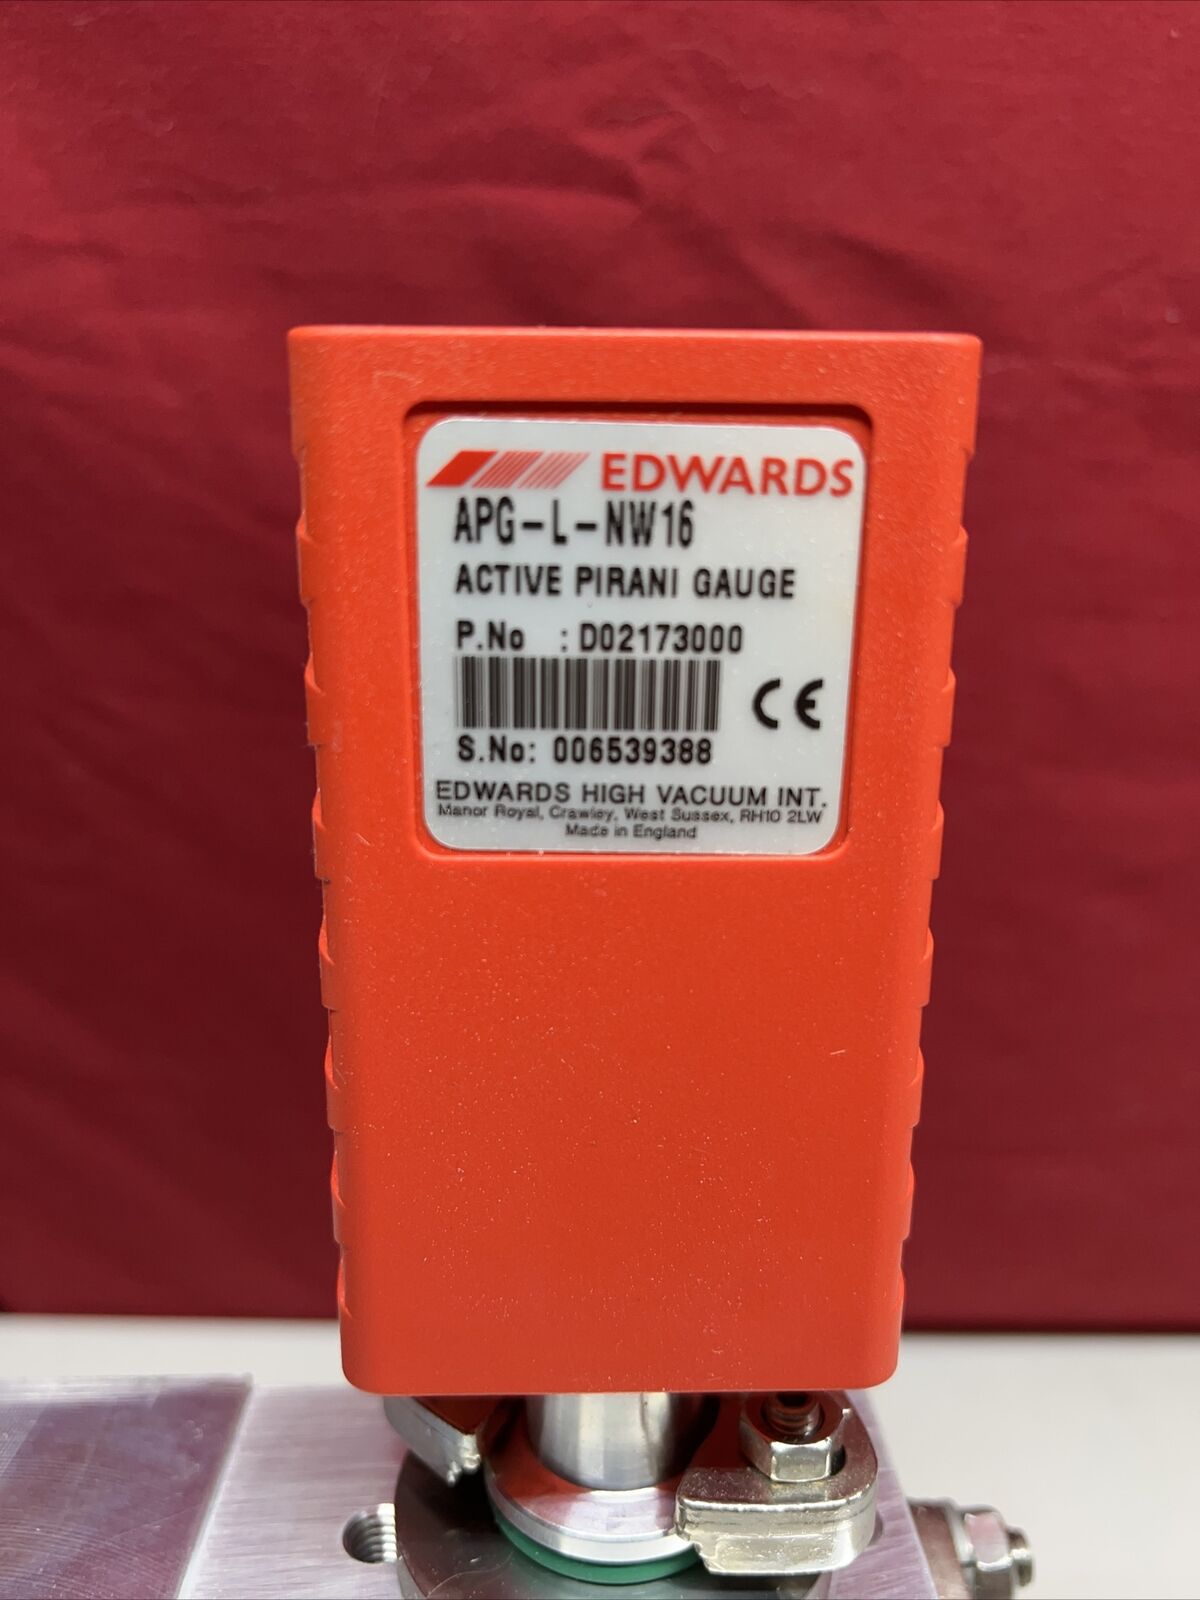 EDWARDS
APG-L-NW16
ACTIVE PIRANI GAUGE
P.No : D02173000
CE
S.No: 006539388
EDWARDS HIGH VACUUM INT.
Manor Royal, Crawley, West Sussex, RH10 2LW
Made in England